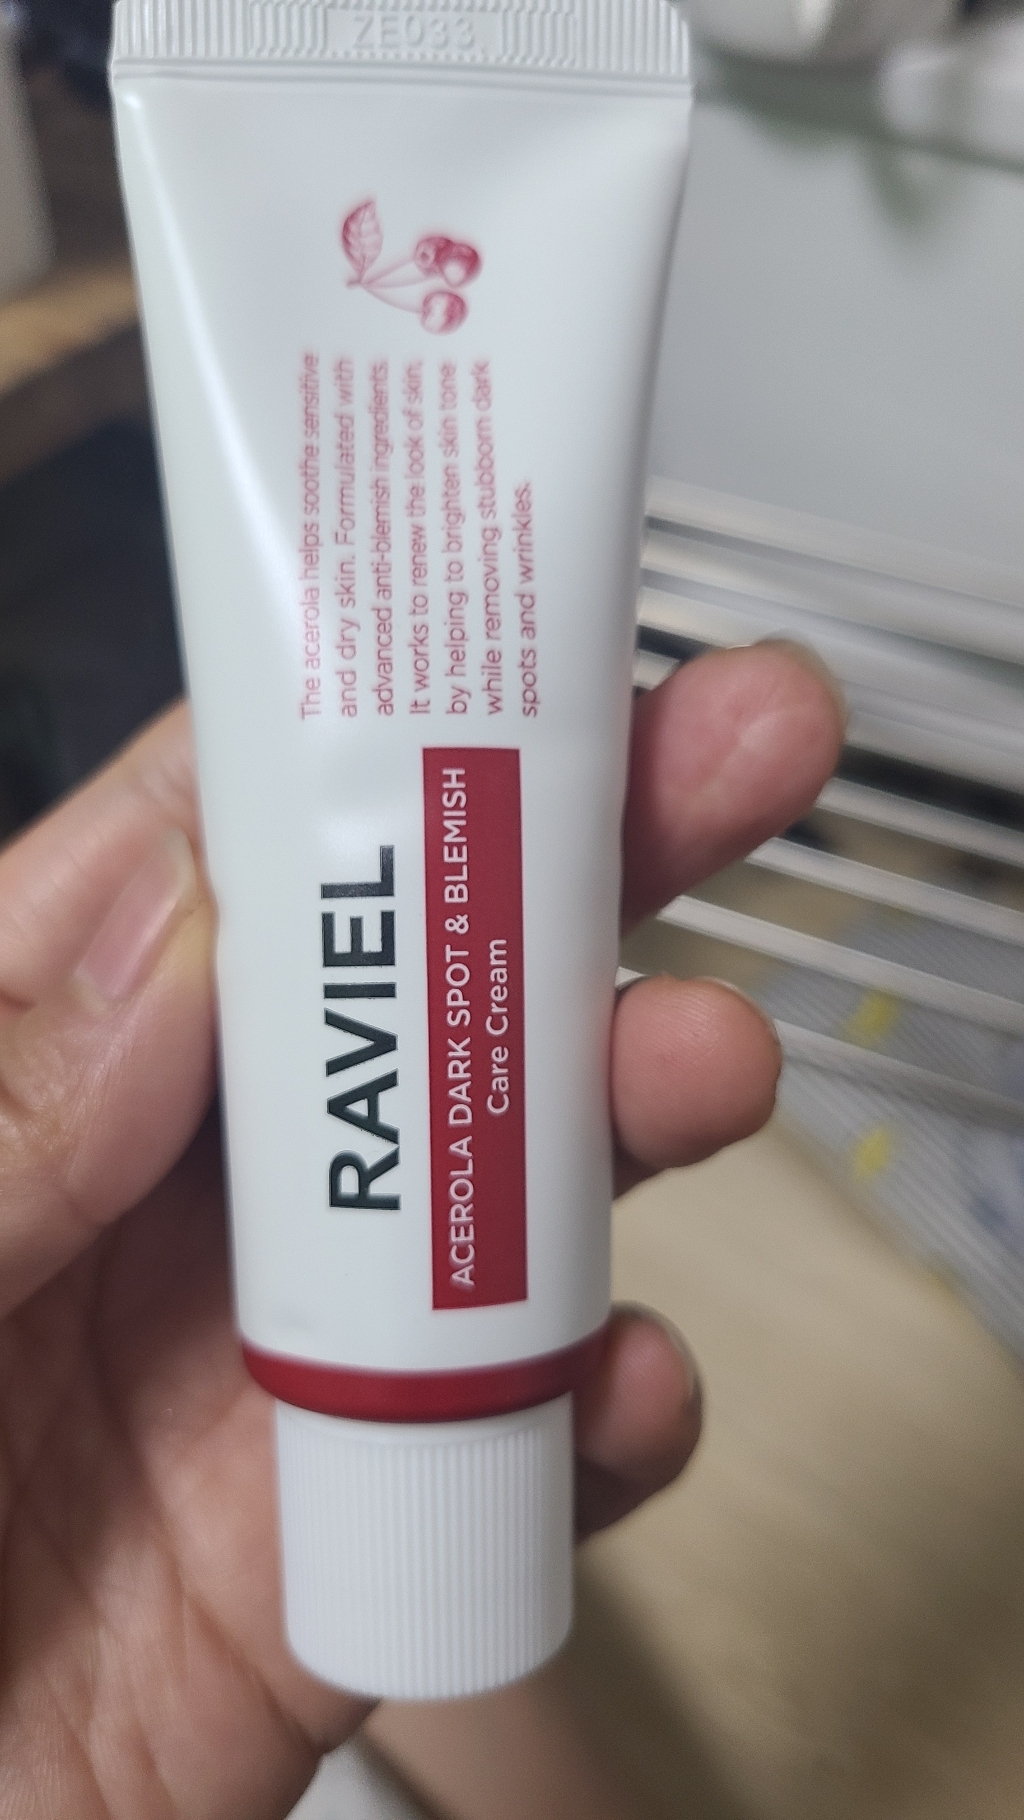 ZE033
RAVIEL
ACEROLA DARK SPOT & BLEMISH
Care Cream
The acerola helps soothe sensitive
and dry skin. Formulated with
advanced anti-blemish ingredients.
It works to renew the look of skin,
by helping to brighten skin tone
while removing stubborn dark
spots and wrinkles.